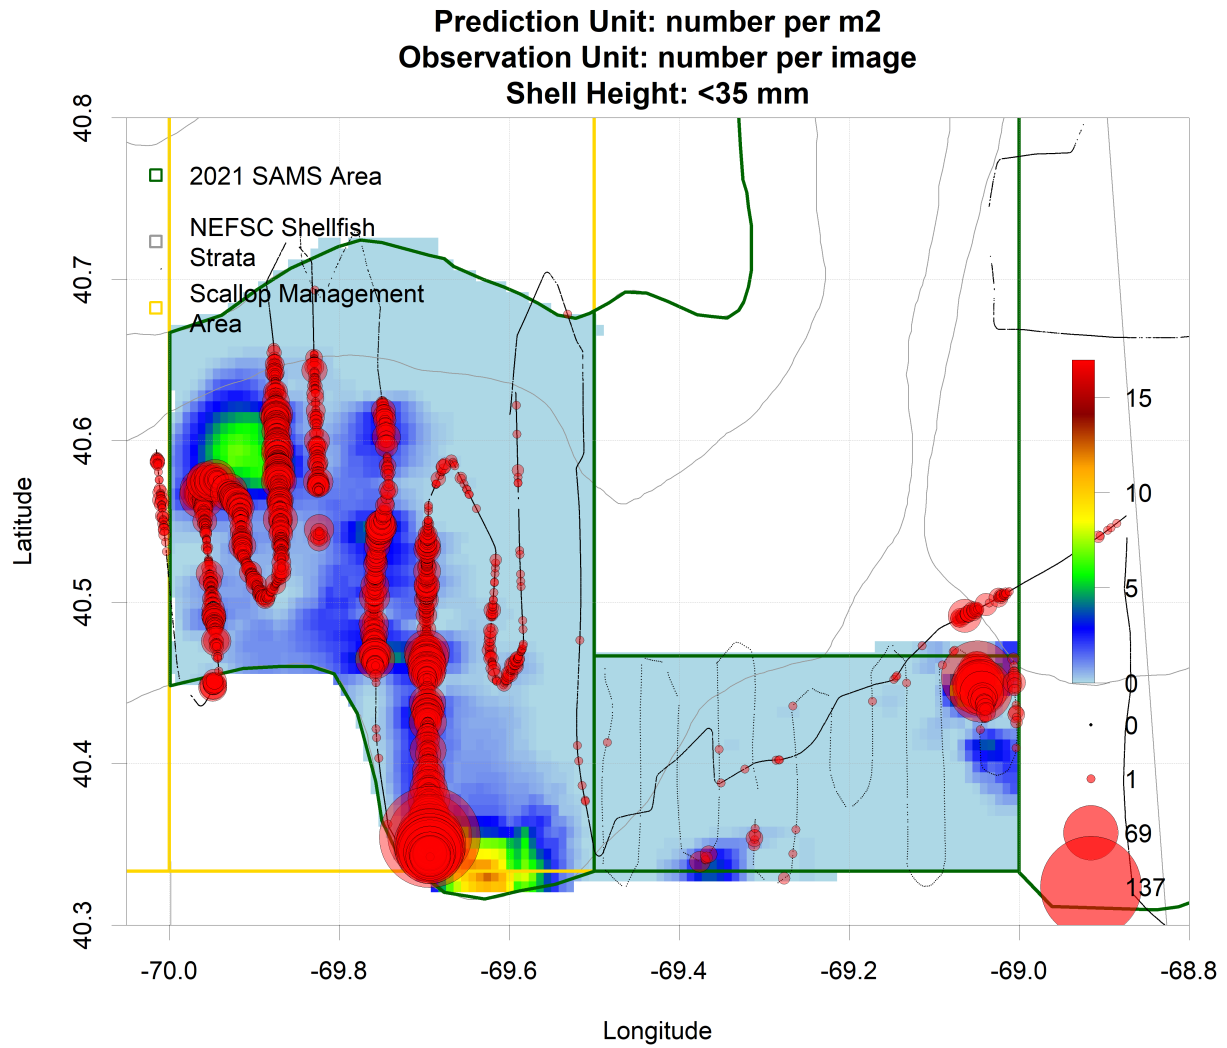 Prediction Unit: number per m2
Observation Unit: number per image
Shell Height: <35 mm
2021 SAMS Area
NEFSC Shellfish
Strata
Scallop Management
Area
Latitude
40.8
40.7
40.6
40.5
40.4
40.3
15
10
5
0
0
1
69
137
-70.0
-69.8
-69.6
-69.4
-69.2
-69.0
-68.8
Longitude